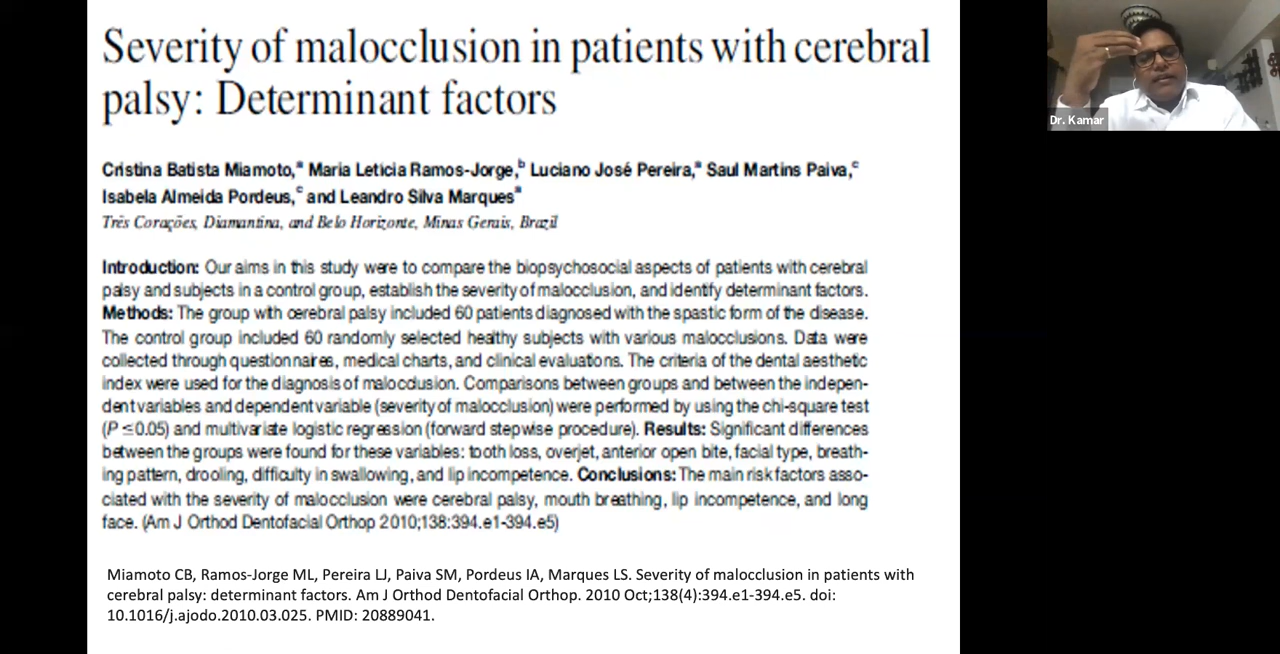 Severity of malocclusion in patients with cerebral
palsy: Determinant factors
Cristina Batista Miamoto,ᵃ Maria Letícia Ramos-Jorge,ᵇ Luciano José Pereira,ᵃ Saul Martins Paiva,ᶜ
Isabela Almeida Pordeus,ᶜ and Leandro Silva Marquesᵃ
Três Corações, Diamantina, and Belo Horizonte, Minas Gerais, Brazil
Introduction: Our aims in this study were to compare the biopsychosocial aspects of patients with cerebral
palsy and subjects in a control group, establish the severity of malocclusion, and identify determinant factors.
Methods: The group with cerebral palsy included 60 patients diagnosed with the spastic form of the disease.
The control group included 60 randomly selected healthy subjects with various malocclusions. Data were
collected through questionnaires, medical charts, and clinical evaluations. The criteria of the dental aesthetic
index were used for the diagnosis of malocclusion. Comparisons between groups and between the indepen-
dent variables and dependent variable (severity of malocclusion) were performed by using the chi-square test
(P ≤0.05) and multivariate logistic regression (forward stepwise procedure). Results: Significant differences
between the groups were found for these variables: tooth loss, overjet, anterior open bite, facial type, breath-
ing pattern, drooling, difficulty in swallowing, and lip incompetence. Conclusions: The main risk factors asso-
ciated with the severity of malocclusion were cerebral palsy, mouth breathing, lip incompetence, and long
face. (Am J Orthod Dentofacial Orthop 2010;138:394.e1-394.e5)
Miamoto CB, Ramos-Jorge ML, Pereira LJ, Paiva SM, Pordeus IA, Marques LS. Severity of malocclusion in patients with
cerebral palsy: determinant factors. Am J Orthod Dentofacial Orthop. 2010 Oct;138(4):394.e1-394.e5. doi:
10.1016/j.ajodo.2010.03.025. PMID: 20889041.
Dr. Kamar